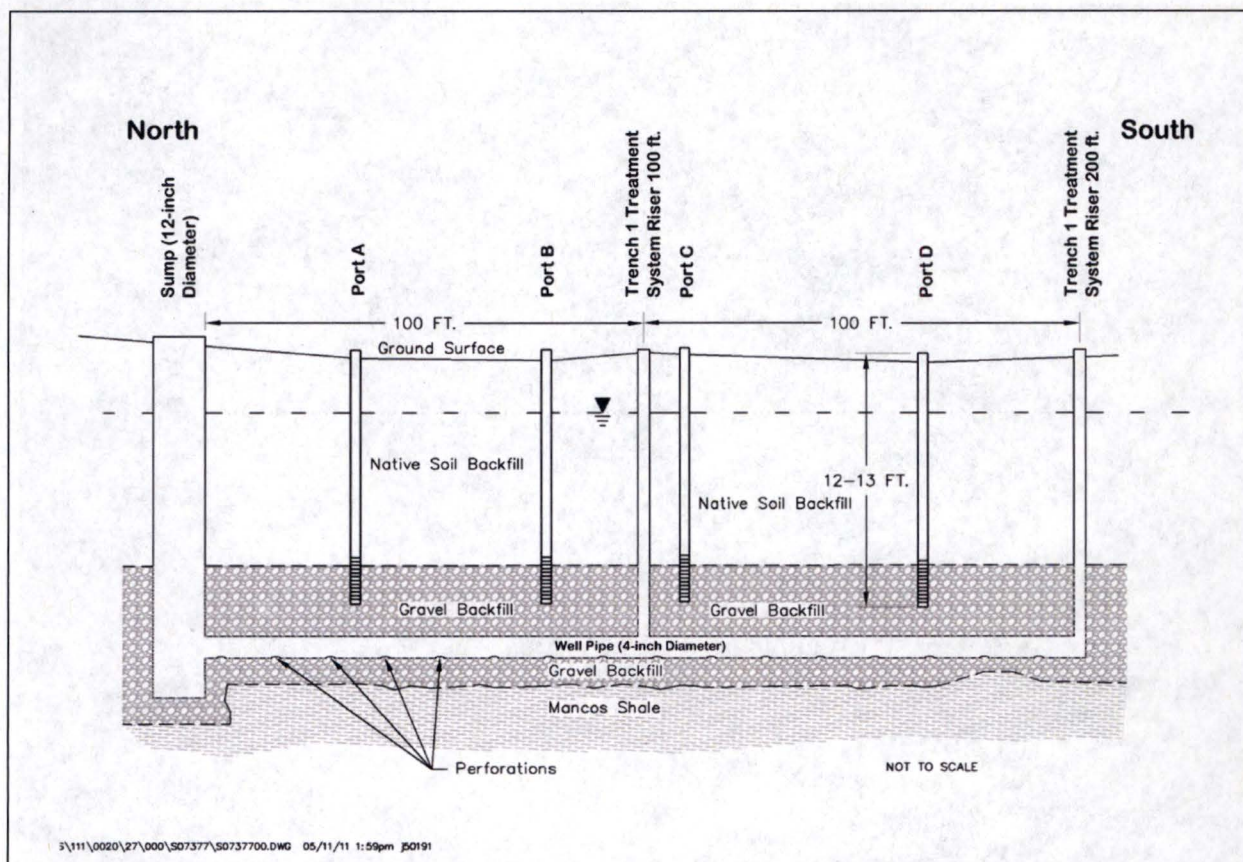 North
South
Sump (12-inch
Diameter)
Port A
Port B
Trench 1 Treatment
System Riser 100 ft.
Port C
Port D
Trench 1 Treatment
System Riser 200 ft.
100 FT.
100 FT.
Ground Surface
Native Soil Backfill
12-13 FT.
Native Soil Backfill
Gravel Backfill
Gravel Backfill
Well Pipe (4-inch Diameter)
Gravel Backfill
Mancos Shale
Perforations
NOT TO SCALE
\111\0020\27\000\S07377\S0737700.DWG 05/11/11 1:59pm j50191